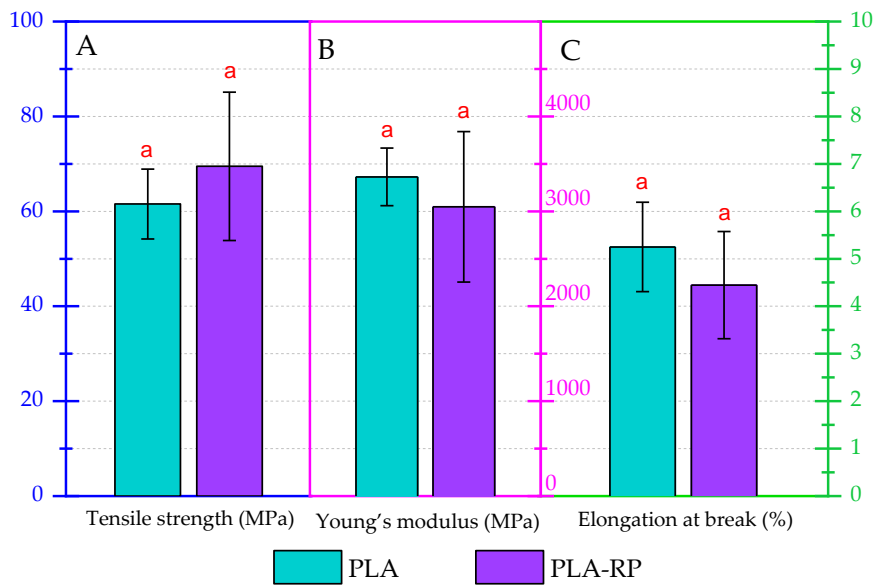 100
80
60
40
20
0
A
a
a
B
a
a
4000
3000
2000
1000
0
C
a
a
10
9
8
7
6
5
4
3
2
1
0
Tensile strength (MPa)
Young's modulus (MPa)
Elongation at break (%)
PLA
PLA-RP